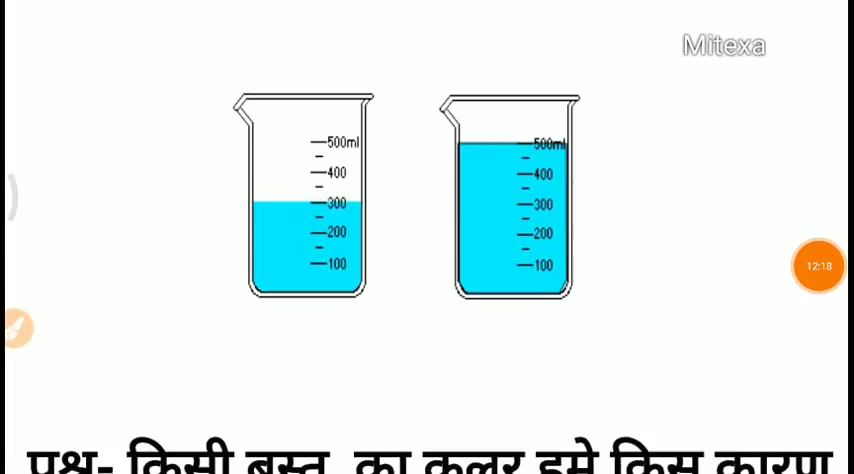 Mitexa
500ml
400
300
200
100
500ml
400
300
200
100
12:18
प्रश्न- किसी वस्तु का कलर हमे किस कारण